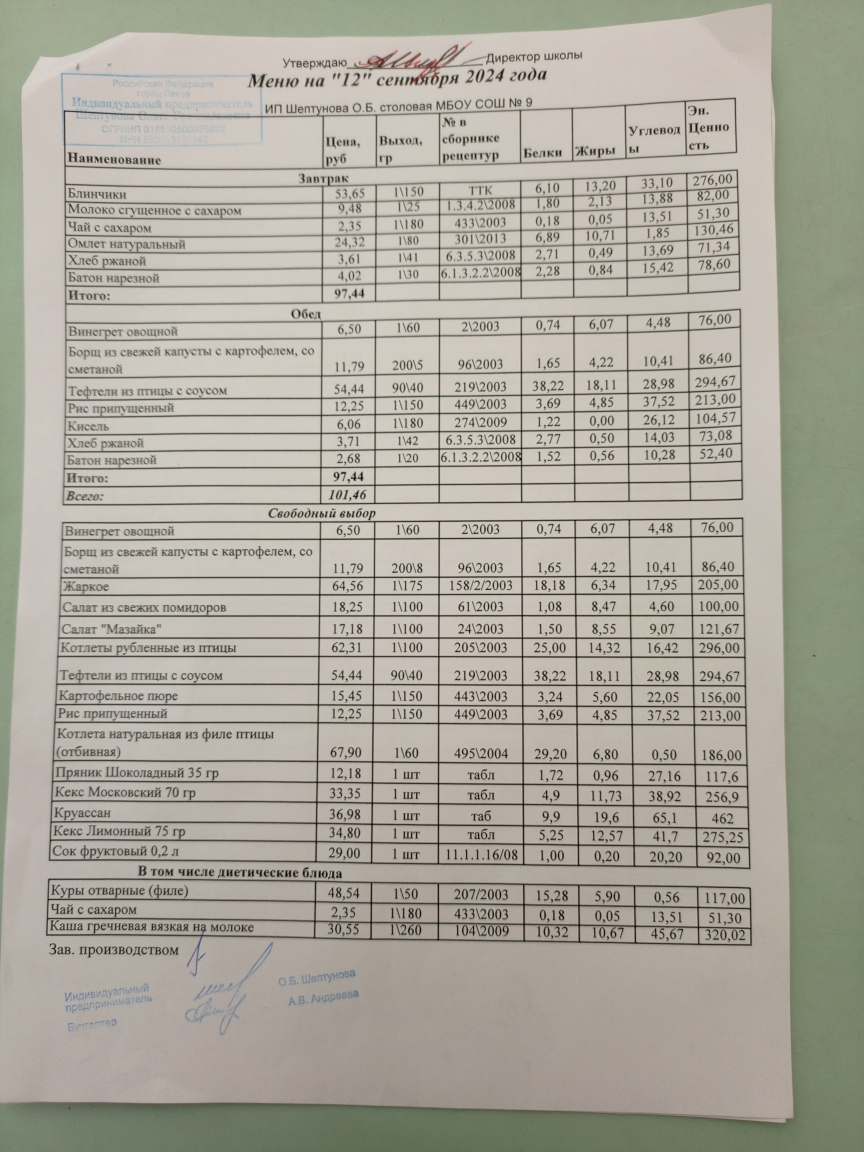 Утверждаю Директор школы
Меню на "12" сентября 2024 года
Российская Федерация
Индивидуальный предприниматель
ИП Шептунова О.Б. столовая МБОУ СОШ № 9
Наименование Цена, руб Выход, гр № в сборнике рецептур Белки Жиры Углеводы Эн. Ценность
Завтрак
Блинчики 53,65 1\150 ТТК 6,10 13,20 33,10 276,00
Молоко сгущенное с сахаром 9,48 1\25 1.3.4.2\2008 1,80 2,13 13,88 82,00
Чай с сахаром 2,35 1\180 433\2003 0,18 0,05 13,51 51,30
Омлет натуральный 24,32 1\80 301\2013 6,89 10,71 1,85 130,46
Хлеб ржаной 3,61 1\41 6.3.5.3\2008 2,71 0,49 13,69 71,34
Батон нарезной 4,02 1\30 6.1.3.2.2\2008 2,28 0,84 15,42 78,60
Итого: 97,44
Обед
Винегрет овощной 6,50 1\60 2\2003 0,74 6,07 4,48 76,00
Борщ из свежей капусты с картофелем, со
сметаной 11,79 200\5 96\2003 1,65 4,22 10,41 86,40
Тефтели из птицы с соусом 54,44 90\40 219\2003 38,22 18,11 28,98 294,67
Рис припущенный 12,25 1\150 449\2003 3,69 4,85 37,52 213,00
Кисель 6,06 1\180 274\2009 1,22 0,00 26,12 104,57
Хлеб ржаной 3,71 1\42 6.3.5.3\2008 2,77 0,50 14,03 73,08
Батон нарезной 2,68 1\20 6.1.3.2.2\2008 1,52 0,56 10,28 52,40
Итого: 97,44
Всего: 101,46
Свободный выбор
Винегрет овощной 6,50 1\60 2\2003 0,74 6,07 4,48 76,00
Борщ из свежей капусты с картофелем, со
сметаной 11,79 200\8 96\2003 1,65 4,22 10,41 86,40
Жаркое 64,56 1\175 158/2/2003 18,18 6,34 17,95 205,00
Салат из свежих помидоров 18,25 1\100 61\2003 1,08 8,47 4,60 100,00
Салат "Мазайка" 17,18 1\100 24\2003 1,50 8,55 9,07 121,67
Котлеты рубленные из птицы 62,31 1\100 205\2003 25,00 14,32 16,42 296,00
Тефтели из птицы с соусом 54,44 90\40 219\2003 38,22 18,11 28,98 294,67
Картофельное пюре 15,45 1\150 443\2003 3,24 5,60 22,05 156,00
Рис припущенный 12,25 1\150 449\2003 3,69 4,85 37,52 213,00
Котлета натуральная из филе птицы
(отбивная) 67,90 1\60 495\2004 29,20 6,80 0,50 186,00
Пряник Шоколадный 35 гр 12,18 1 шт табл 1,72 0,96 27,16 117,6
Кекс Московский 70 гр 33,35 1 шт табл 4,9 11,73 38,92 256,9
Круассан 36,98 1 шт таб 9,9 19,6 65,1 462
Кекс Лимонный 75 гр 34,80 1 шт табл 5,25 12,57 41,7 275,25
Сок фруктовый 0,2 л 29,00 1 шт 11.1.1.16/08 1,00 0,20 20,20 92,00
В том числе диетические блюда
Куры отварные (филе) 48,54 1\50 207/2003 15,28 5,90 0,56 117,00
Чай с сахаром 2,35 1\180 433\2003 0,18 0,05 13,51 51,30
Каша гречневая вязкая на молоке 30,55 1\260 104\2009 10,32 10,67 45,67 320,02
Зав. производством
Индивидуальный
предприниматель О.Б. Шептунова
Бухгалтер А.В. Андреева